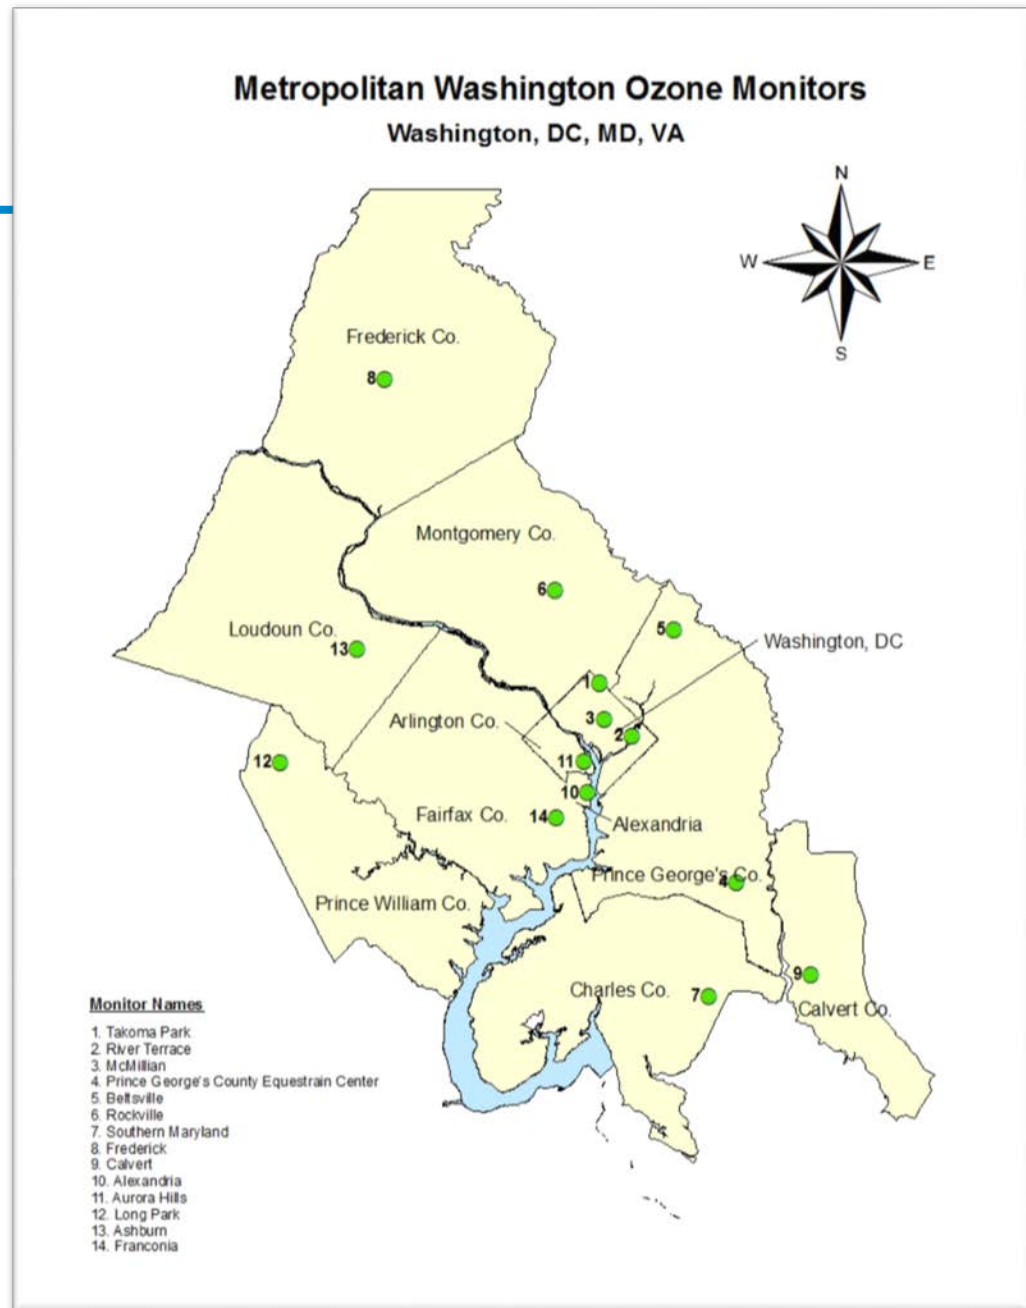 Metropolitan Washington Ozone Monitors
Washington, DC, MD, VA
N
W
E
S
Frederick Co.
8
Montgomery Co.
6
5
Loudoun Co.
13
Washington, DC
1
3
Arlington Co.
2
11
12
10
Fairfax Co.
14
Alexandria
Prince George's Co.
4
Prince William Co.
9
Charles Co.
7
Calvert Co.
Monitor Names
1. Takoma Park
2. River Terrace
3. McMillian
4. Prince George's County Equestrain Center
5. Beltsville
6. Rockville
7. Southern Maryland
8. Frederick
9. Calvert
10. Alexandria
11. Aurora Hills
12. Long Park
13. Ashburn
14. Franconia